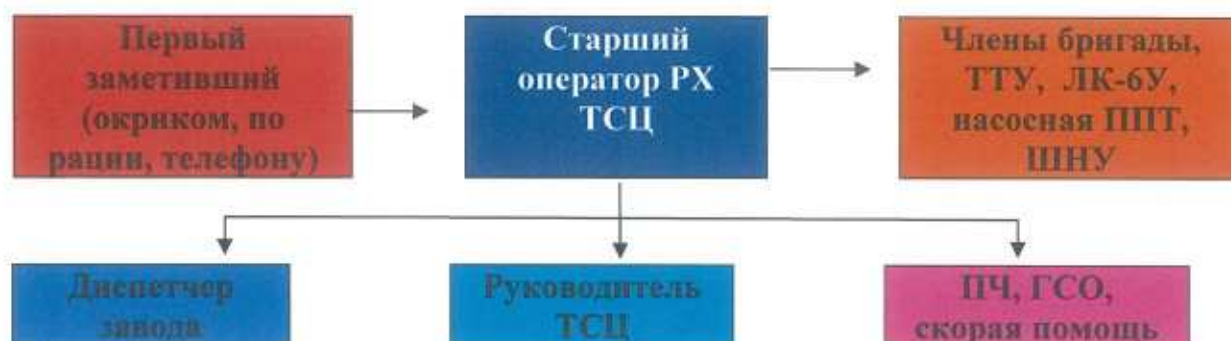 Первый
заметивший
(окриком, по
рации, телефону)
Старший
оператор РХ
ТСЦ
Члены бригады,
ТТУ, ЛК-6У,
насосная ППТ,
ШНУ
Диспетчер
завода
Руководитель
ТСЦ
ПЧ, ГСО,
скорая помощь